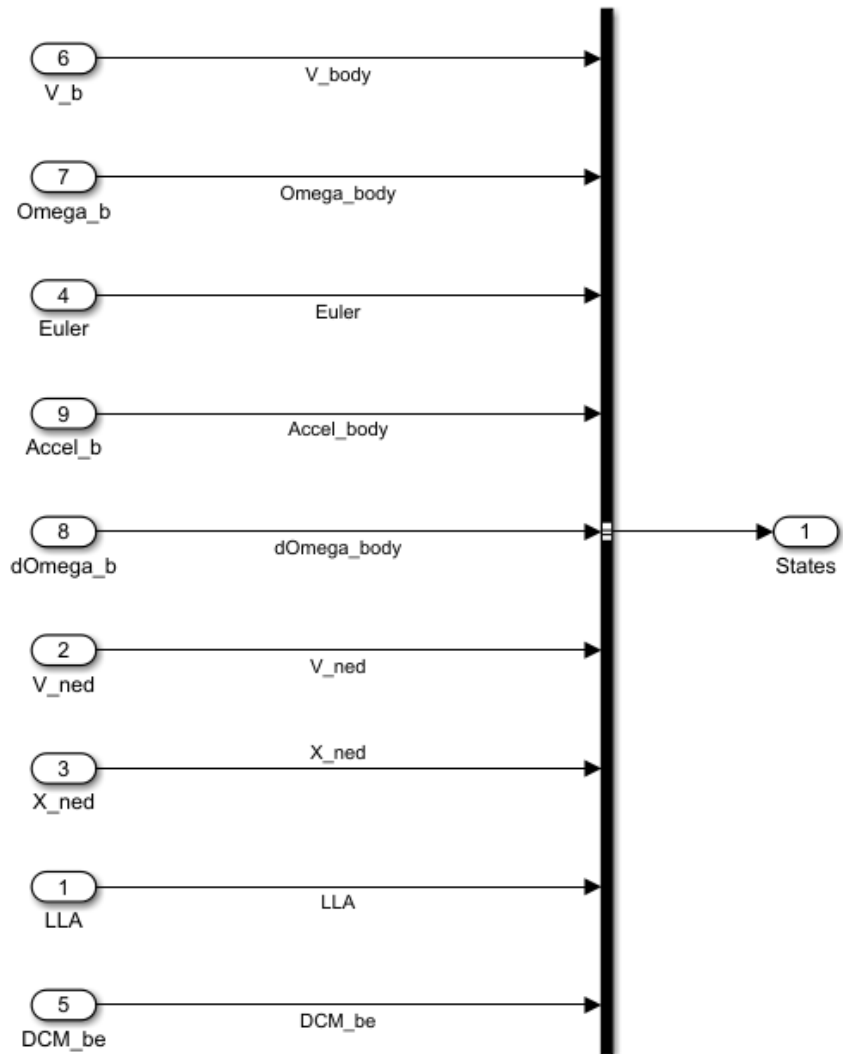 6
V_body
V_b
7
Omega_body
Omega_b
4
Euler
Euler
9
Accel_body
Accel_b
8
dOmega_body
dOmega_b
1
States
2
V_ned
V_ned
X_ned
3
X_ned
1
LLA
LLA
5
DCM_be
DCM_be